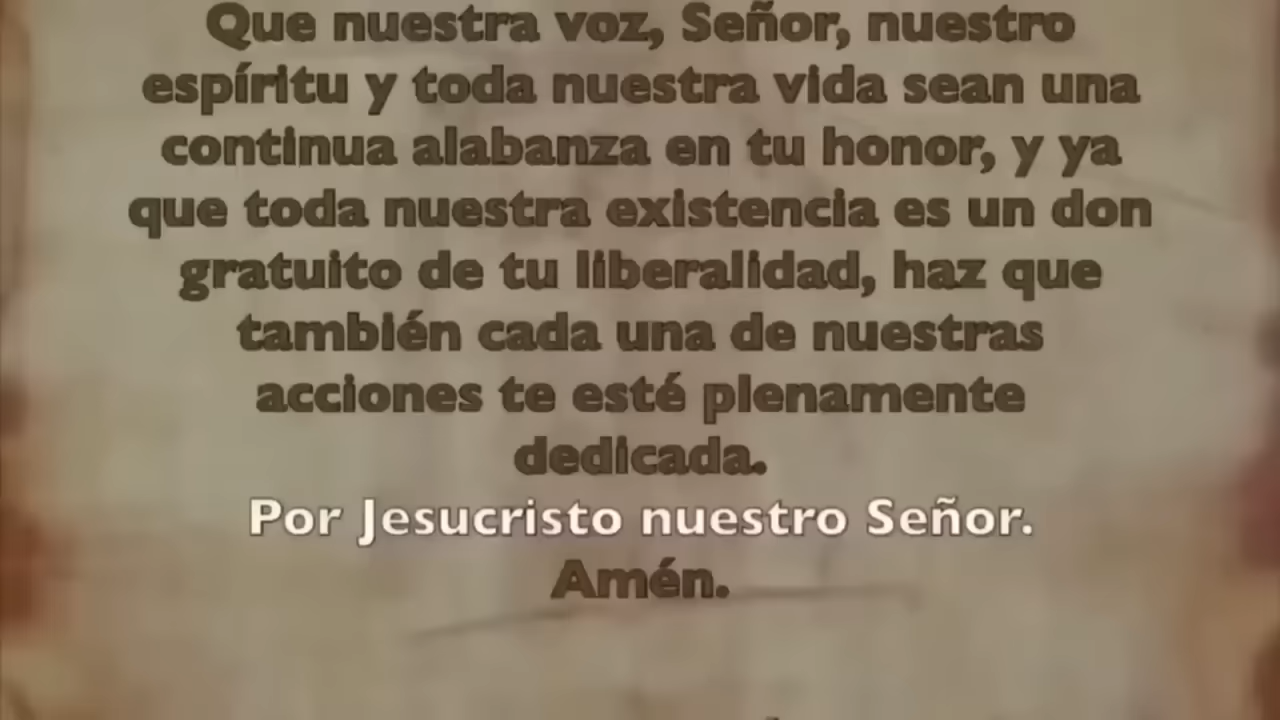 Que nuestra voz, Señor, nuestro
espíritu y toda nuestra vida sean una
continua alabanza en tu honor, y ya
que toda nuestra existencia es un don
gratuito de tu liberalidad, haz que
también cada una de nuestras
acciones te esté plenamente
dedicada.
Por Jesucristo nuestro Señor.
Amén.